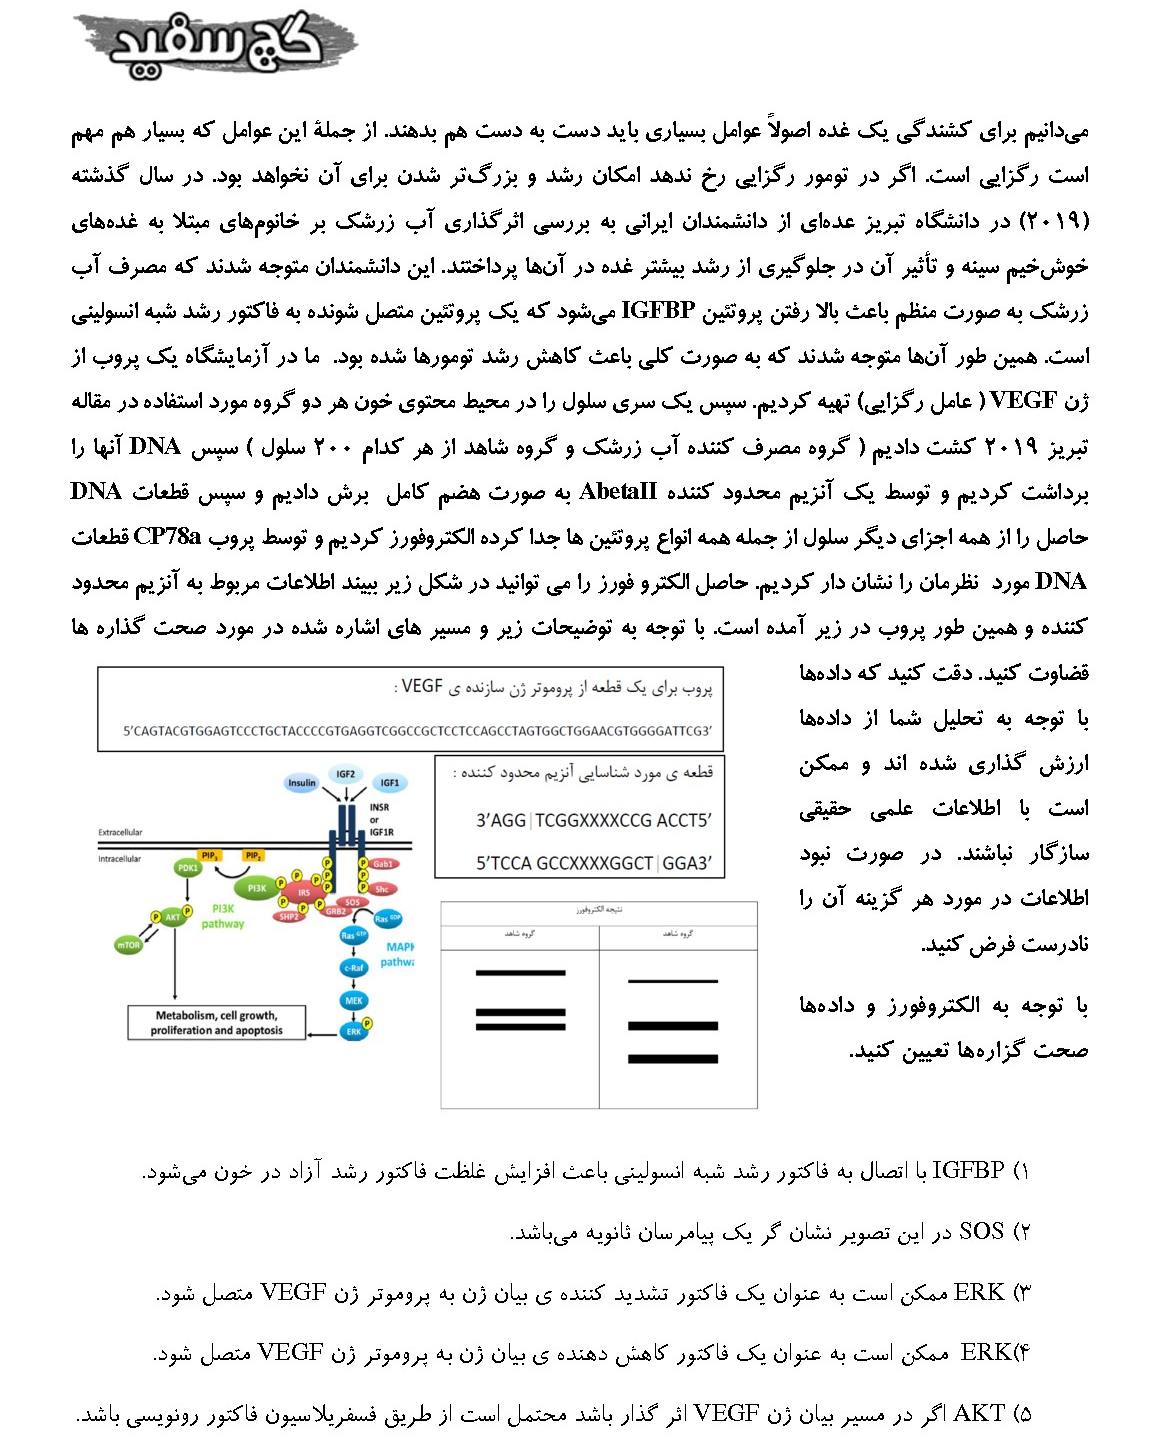 گچ سفید
می‌دانیم برای کشندگی یک غده اصولاً عوامل بسیاری باید دست به دست هم بدهند. از جملهٔ این عوامل که بسیار هم مهم
است رگزایی است. اگر در تومور رگزایی رخ ندهد امکان رشد و بزرگ‌تر شدن برای آن نخواهد بود. در سال گذشته
(۲۰۱۹) در دانشگاه تبریز عده‌ای از دانشمندان ایرانی به بررسی اثرگذاری آب زرشک بر خانوم‌های مبتلا به غده‌های
خوش‌خیم سینه و تأثیر آن در جلوگیری از رشد بیشتر غده در آن‌ها پرداختند. این دانشمندان متوجه شدند که مصرف آب
زرشک به صورت منظم باعث بالا رفتن پروتئین IGFBP می‌شود که یک پروتئین متصل شونده به فاکتور رشد شبه انسولینی
است. همین طور آن‌ها متوجه شدند که به صورت کلی باعث کاهش رشد تومورها شده بود. ما در آزمایشگاه یک پروب از
ژن VEGF ( عامل رگزایی) تهیه کردیم. سپس یک سری سلول را در محیط محتوی خون هر دو گروه مورد استفاده در مقاله
تبریز ۲۰۱۹ کشت دادیم ( گروه مصرف کننده آب زرشک و گروه شاهد از هر کدام ۲۰۰ سلول ) سپس DNA آنها را
برداشت کردیم و توسط یک آنزیم محدود کننده AbetaII به صورت هضم کامل برش دادیم و سپس قطعات DNA
حاصل را از همه اجزای دیگر سلول از جمله همه انواع پروتئین ها جدا کرده الکتروفورز کردیم و توسط پروب CP78a قطعات
DNA مورد نظرمان را نشان دار کردیم. حاصل الکترو فورز را می توانید در شکل زیر ببیند اطلاعات مربوط به آنزیم محدود
کننده و همین طور پروب در زیر آمده است. با توجه به توضیحات زیر و مسیر های اشاره شده در مورد صحت گذاره ها
قضاوت کنید. دقت کنید که داده‌ها
با توجه به تحلیل شما از داده‌ها
ارزش گذاری شده اند و ممکن
است با اطلاعات علمی حقیقی
سازگار نباشند. در صورت نبود
اطلاعات در مورد هر گزینه آن را
نادرست فرض کنید.
با توجه به الکتروفورز و داده‌ها
صحت گزاره‌ها تعیین کنید.
پروب برای یک قطعه از پروموتر ژن سازنده ی VEGF :
5'CAGTACGTGGAGTCCCTGCTACCCCGTGAGGTCGGCCGCTCCTCCAGCCTAGTGGCTGGAACGTGGGGATTCG3'
قطعه ی مورد شناسایی آنزیم محدود کننده :
3'AGG|TCGGXXXXCCG ACCT5'
5'TCCA GCCXXXXGGCT|GGA3'
Insulin
IGF2
IGF1
INSR
or
IGF1R
Extracellular
Intracellular
PIP3
PIP2
PDK1
PI3K
IRS
Gab1
Shc
SOS
GRB2
SHP2
P
AKT
mTOR
PI3K
pathway
Ras GDP
Ras GTP
c-Raf
MEK
ERK
MAPK
pathwa
Metabolism, cell growth,
proliferation and apoptosis
نتیجه الکتروفورز
گروه شاهد
گروه شاهد
۱) IGFBP با اتصال به فاکتور رشد شبه انسولینی باعث افزایش غلظت فاکتور رشد آزاد در خون می‌شود.
۲) SOS در این تصویر نشان گر یک پیامرسان ثانویه می‌باشد.
۳) ERK ممکن است به عنوان یک فاکتور تشدید کننده ی بیان ژن به پروموتر ژن VEGF متصل شود.
۴)ERK ممکن است به عنوان یک فاکتور کاهش دهنده ی بیان ژن به پروموتر ژن VEGF متصل شود.
۵) AKT اگر در مسیر بیان ژن VEGF اثر گذار باشد محتمل است از طریق فسفریلاسیون فاکتور رونویسی باشد.